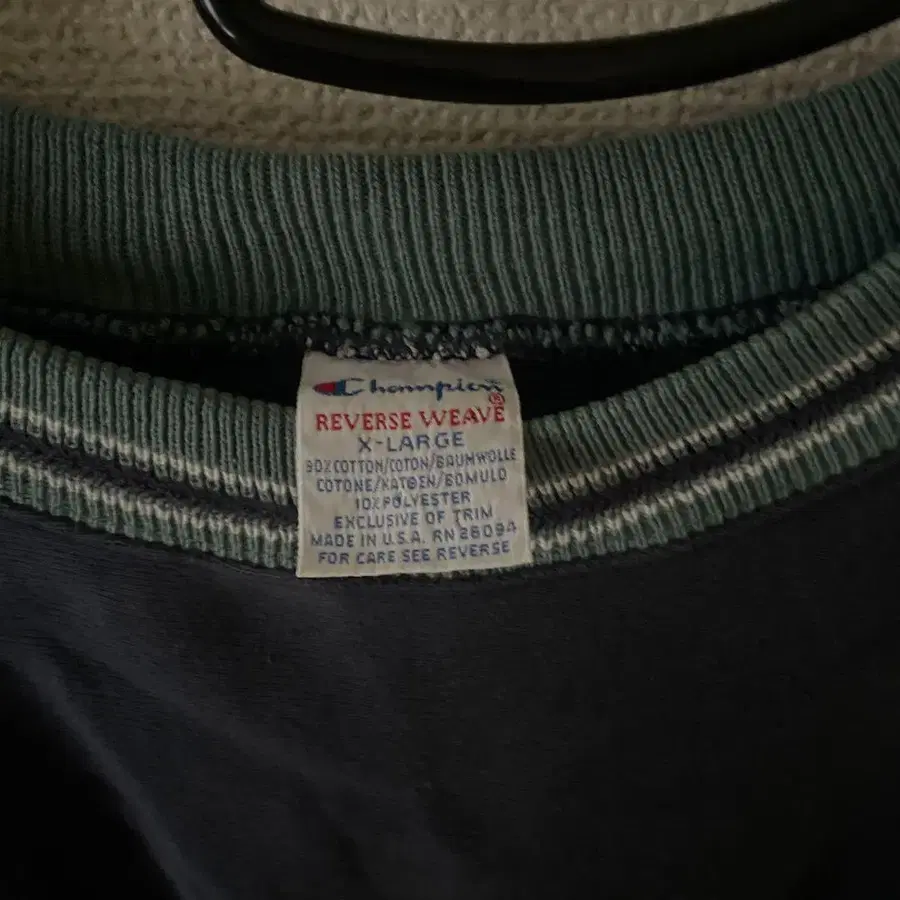 Champion
®
REVERSE WEAVE
X-LARGE
90%COTTON/COTON/BAUMWOLLE
COTONE/KATOEN/BOMULD
10%POLYESTER
EXCLUSIVE OF TRIM
MADE IN U.S.A. RN 26094
FOR CARE SEE REVERSE